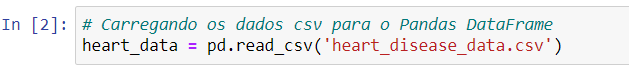 In [2]: # Carregando os dados csv para o Pandas DataFrame
heart_data = pd.read_csv('heart_disease_data.csv')